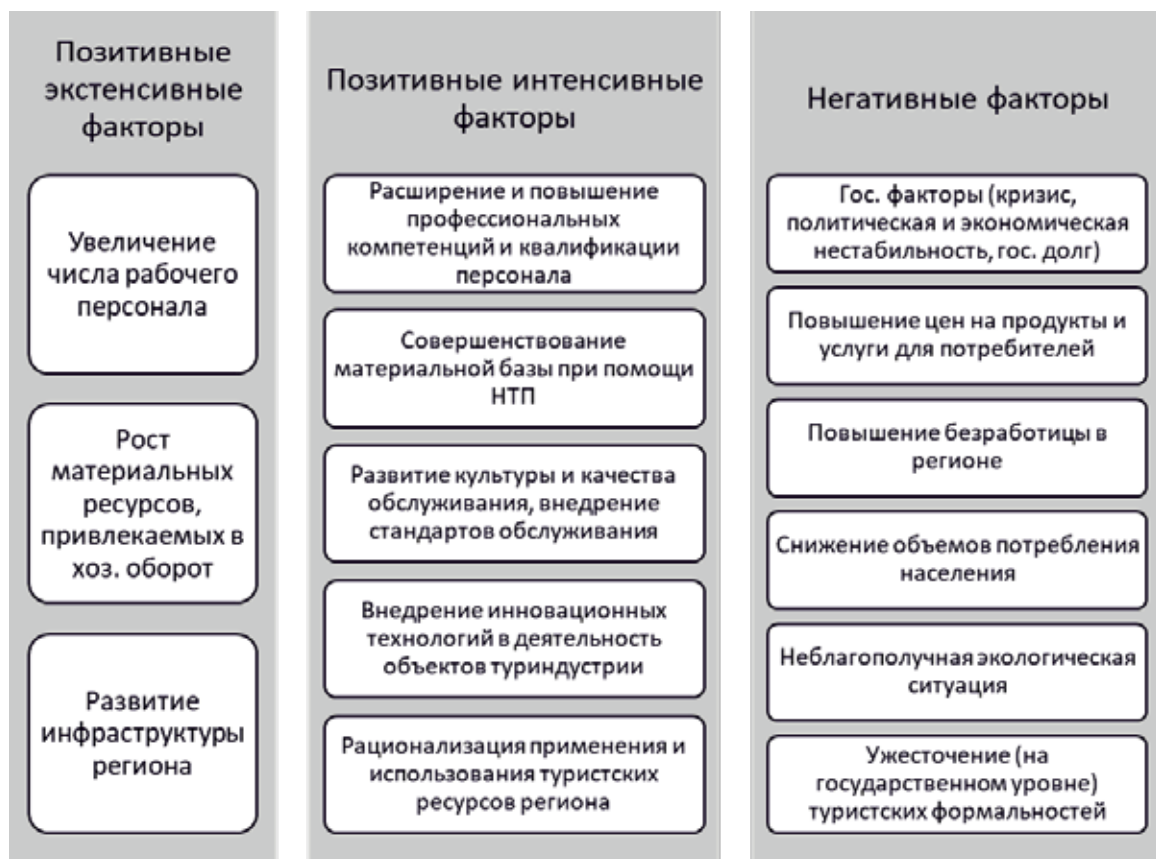 Позитивные
экстенсивные
факторы
Увеличение
числа рабочего
персонала
Рост
материальных
ресурсов,
привлекаемых в
хоз. оборот
Развитие
инфраструктуры
региона
Позитивные интенсивные
факторы
Расширение и повышение
профессиональных
компетенций и квалификации
персонала
Совершенствование
материальной базы при помощи
НТП
Развитие культуры и качества
обслуживания, внедрение
стандартов обслуживания
Внедрение инновационных
технологий в деятельность
объектов туриндустрии
Рационализация применения и
использования туристских
ресурсов региона
Негативные факторы
Гос. факторы (кризис,
политическая и экономическая
нестабильность, гос. долг)
Повышение цен на продукты и
услуги для потребителей
Повышение безработицы в
регионе
Снижение объемов потребления
населения
Неблагополучная экологическая
ситуация
Ужесточение (на
государственном уровне)
туристских формальностей